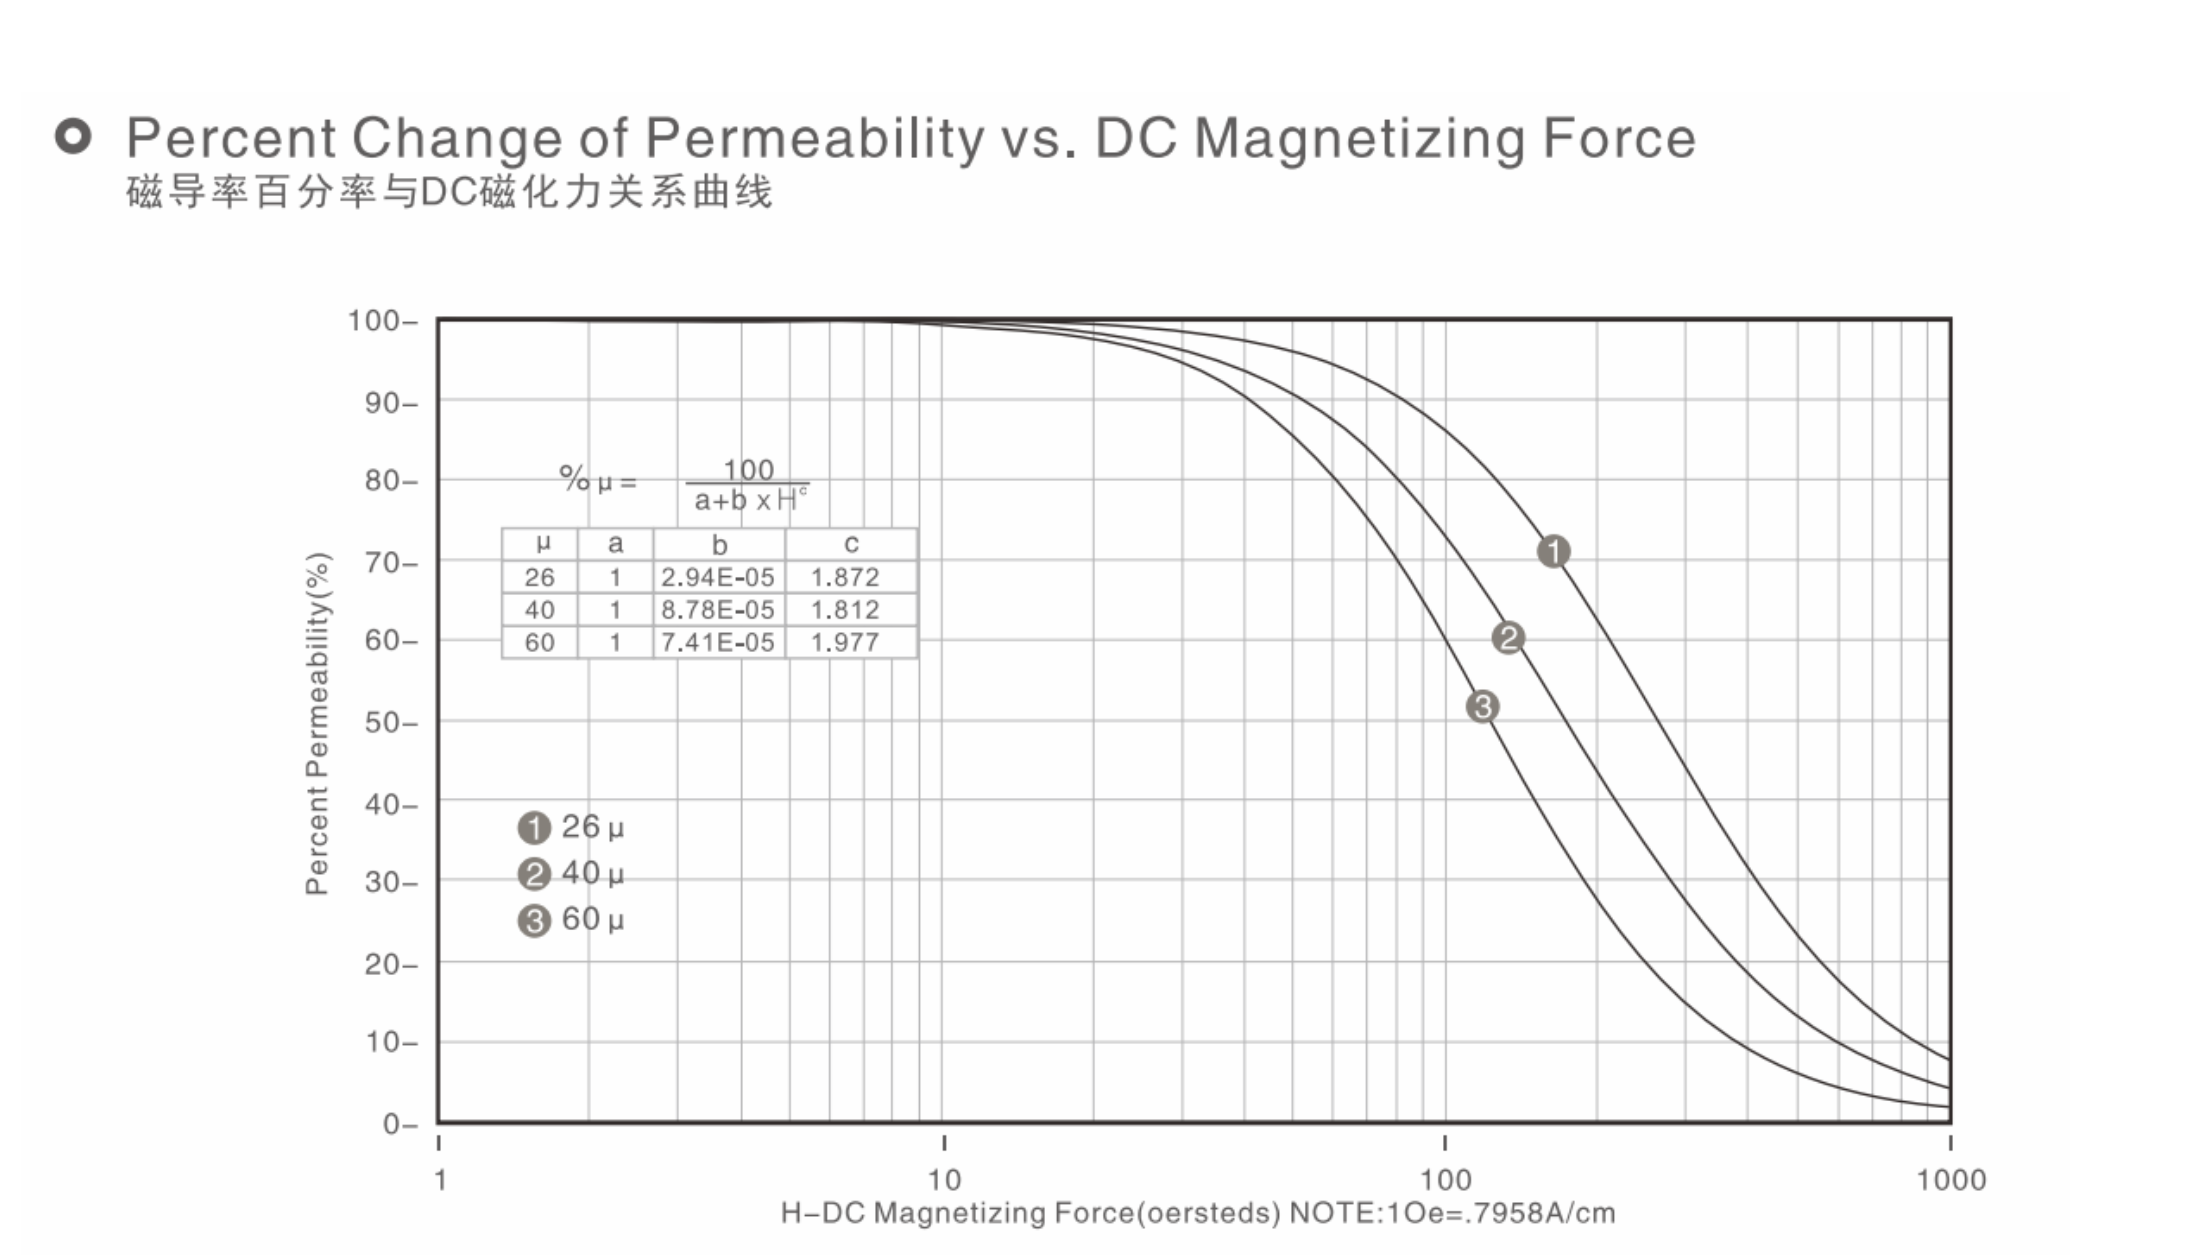 Percent Change of Permeability vs. DC Magnetizing Force
磁导率百分率与DC磁化力关系曲线
100–
90–
80–
70–
60–
50–
40–
30–
20–
10–
0–
Percent Permeability(%)
% μ = 100 / a+b x Hᶜ
μ a b c
26 1 2.94E-05 1.872
40 1 8.78E-05 1.812
60 1 7.41E-05 1.977
1
2
3
1 26 μ
2 40 μ
3 60 μ
1 10 100 1000
H–DC Magnetizing Force(oersteds) NOTE:1Oe=.7958A/cm